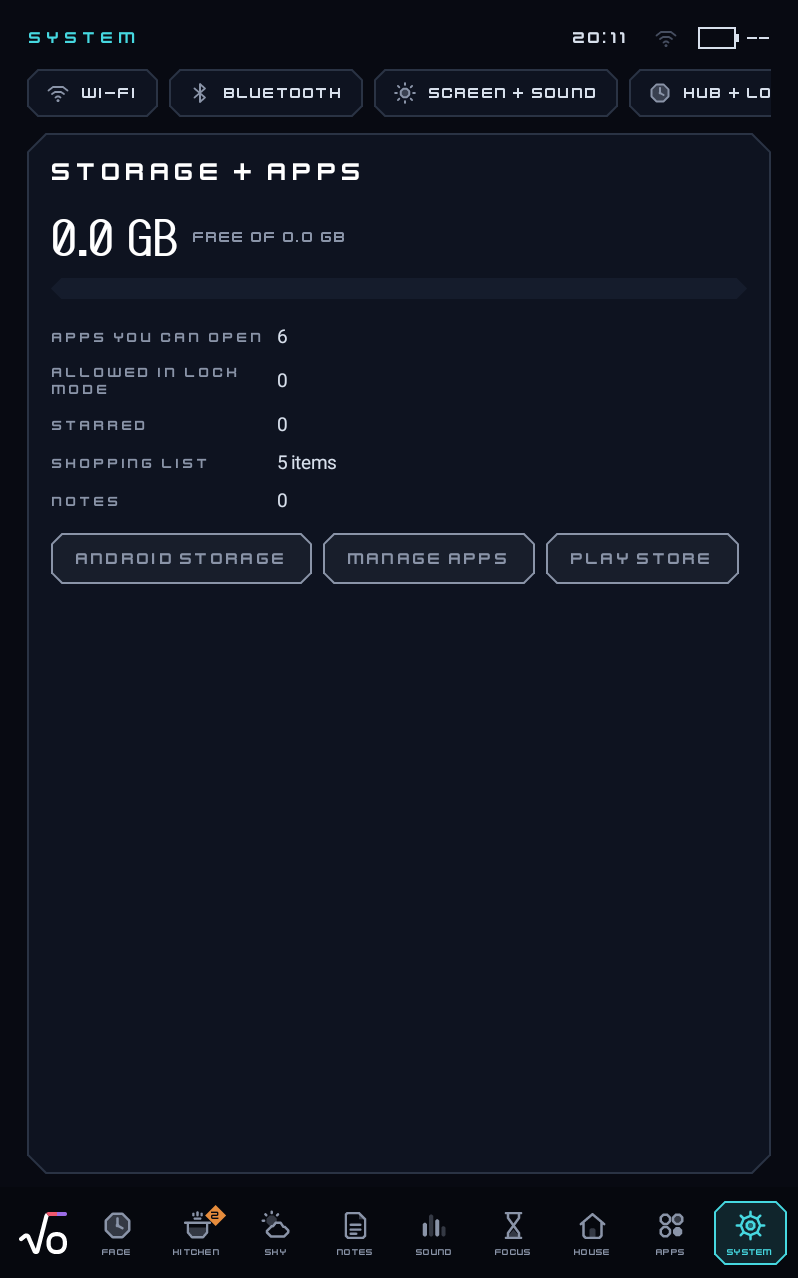 SYSTEM
20:11
--
WI-FI
BLUETOOTH
SCREEN + SOUND
HUB + LO
STORAGE + APPS
0.0 GB FREE OF 0.0 GB
APPS YOU CAN OPEN 6
ALLOWED IN LOCK
MODE 0
STARRED 0
SHOPPING LIST 5 items
NOTES 0
ANDROID STORAGE
MANAGE APPS
PLAY STORE
√o
FACE
2
KITCHEN
SKY
NOTES
SOUND
FOCUS
HOUSE
APPS
SYSTEM